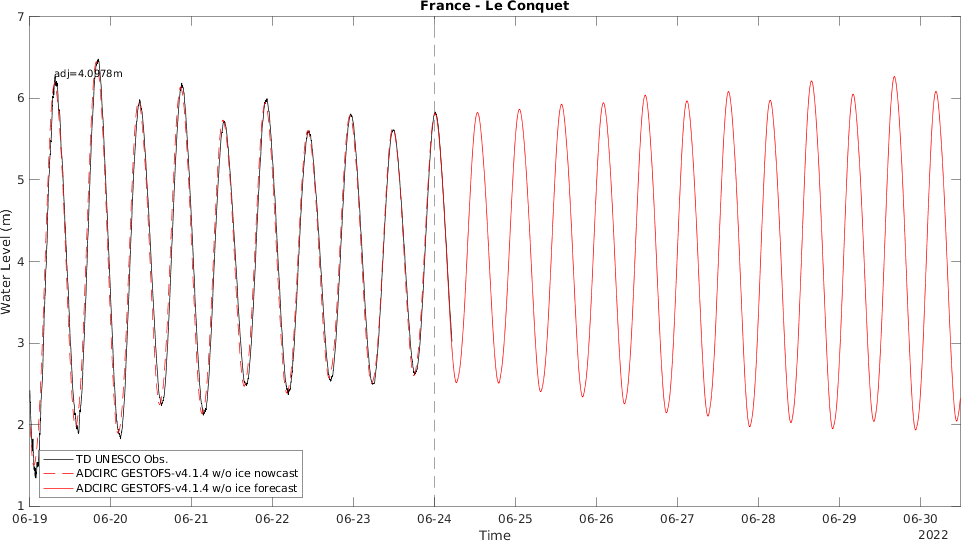 France - Le Conquet
7
6
5
4
3
2
1
Water Level (m)
adj=4.0978m
TD UNESCO Obs.
ADCIRC GESTOFS-v4.1.4 w/o ice nowcast
ADCIRC GESTOFS-v4.1.4 w/o ice forecast
06-19 06-20 06-21 06-22 06-23 06-24 06-25 06-26 06-27 06-28 06-29 06-30
Time
2022